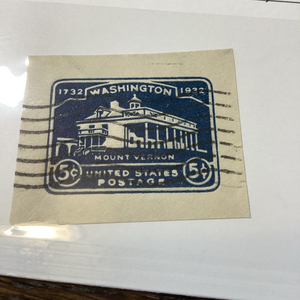 1732 WASHINGTON 1932
MOUNT VERNON
5¢ 5¢
UNITED STATES
POSTAGE